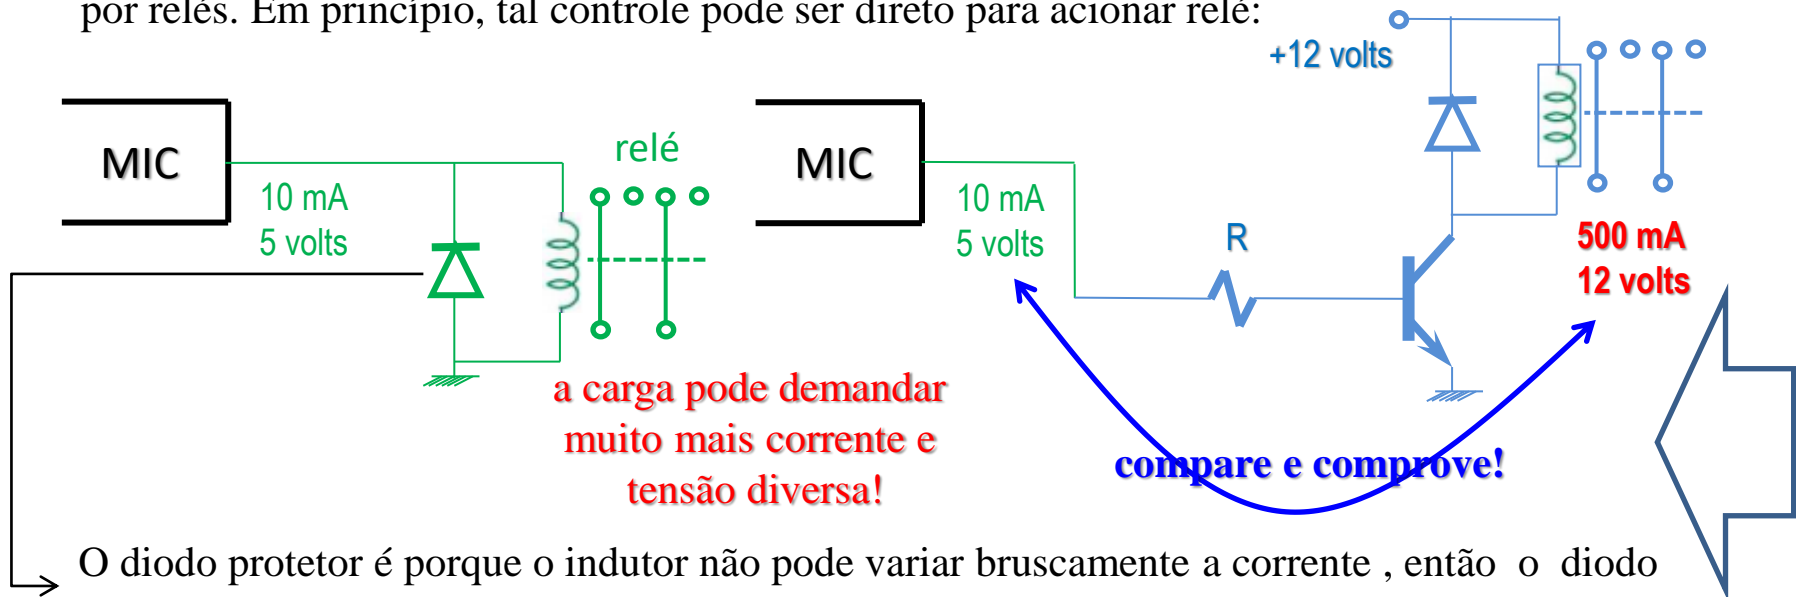 por relés. Em princípio, tal controle pode ser direto para acionar relé:
+12 volts
MIC
10 mA
5 volts
relé
MIC
10 mA
5 volts
R
500 mA
12 volts
a carga pode demandar
muito mais corrente e
tensão diversa!
compare e comprove!
O diodo protetor é porque o indutor não pode variar bruscamente a corrente , então o diodo